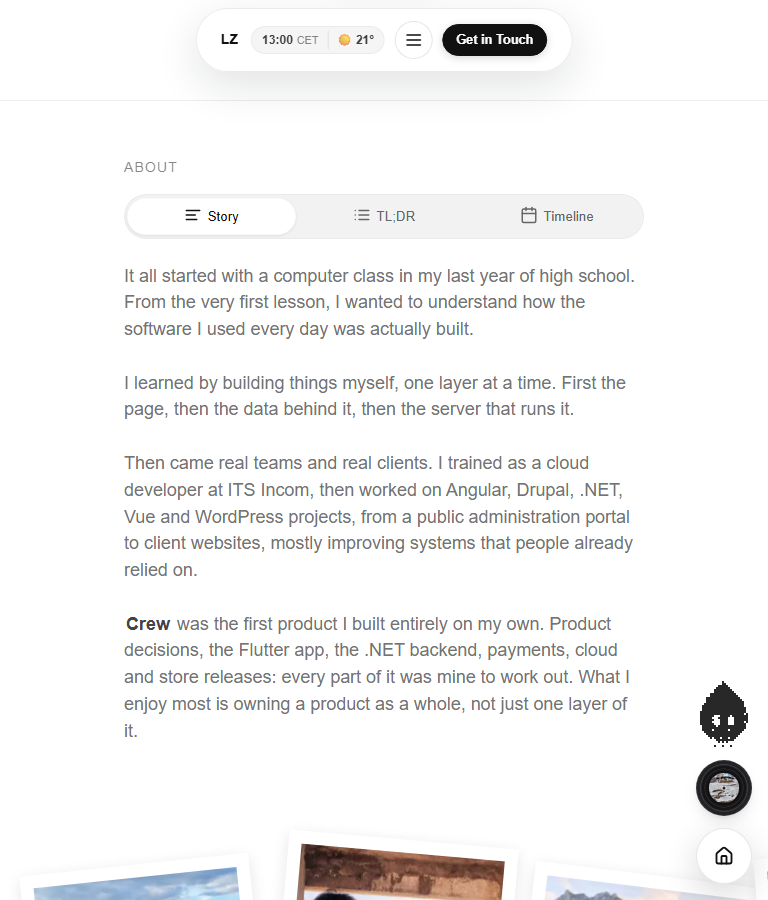 LZ 13:00 CET 21° Get in Touch
ABOUT
Story TL;DR Timeline
It all started with a computer class in my last year of high school.
From the very first lesson, I wanted to understand how the
software I used every day was actually built.
I learned by building things myself, one layer at a time. First the
page, then the data behind it, then the server that runs it.
Then came real teams and real clients. I trained as a cloud
developer at ITS Incom, then worked on Angular, Drupal, .NET,
Vue and WordPress projects, from a public administration portal
to client websites, mostly improving systems that people already
relied on.
Crew was the first product I built entirely on my own. Product
decisions, the Flutter app, the .NET backend, payments, cloud
and store releases: every part of it was mine to work out. What I
enjoy most is owning a product as a whole, not just one layer of
it.